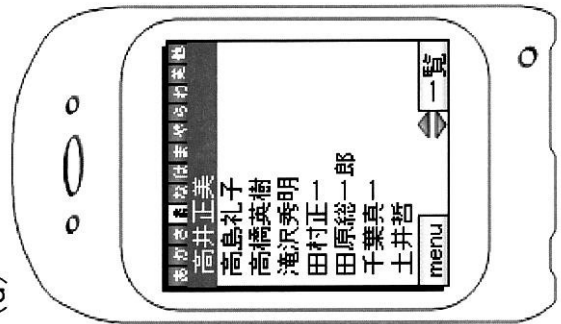 あ か さ た な は ま や ら わ 英 他
高井正美
高島礼子
高橋英樹
滝沢秀明
田村正一
田原総一郎
千葉真一
土井哲
menu 一覧